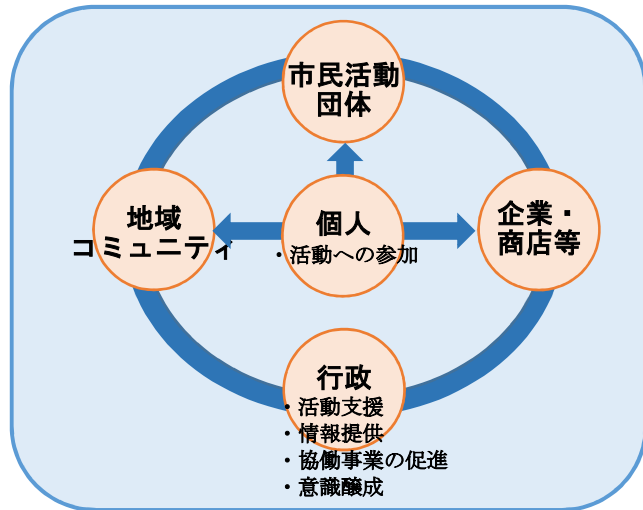 市民活動
団体
地域
コミュニティ
個人
・活動への参加
企業・
商店等
行政
・活動支援
・情報提供
・協働事業の促進
・意識醸成